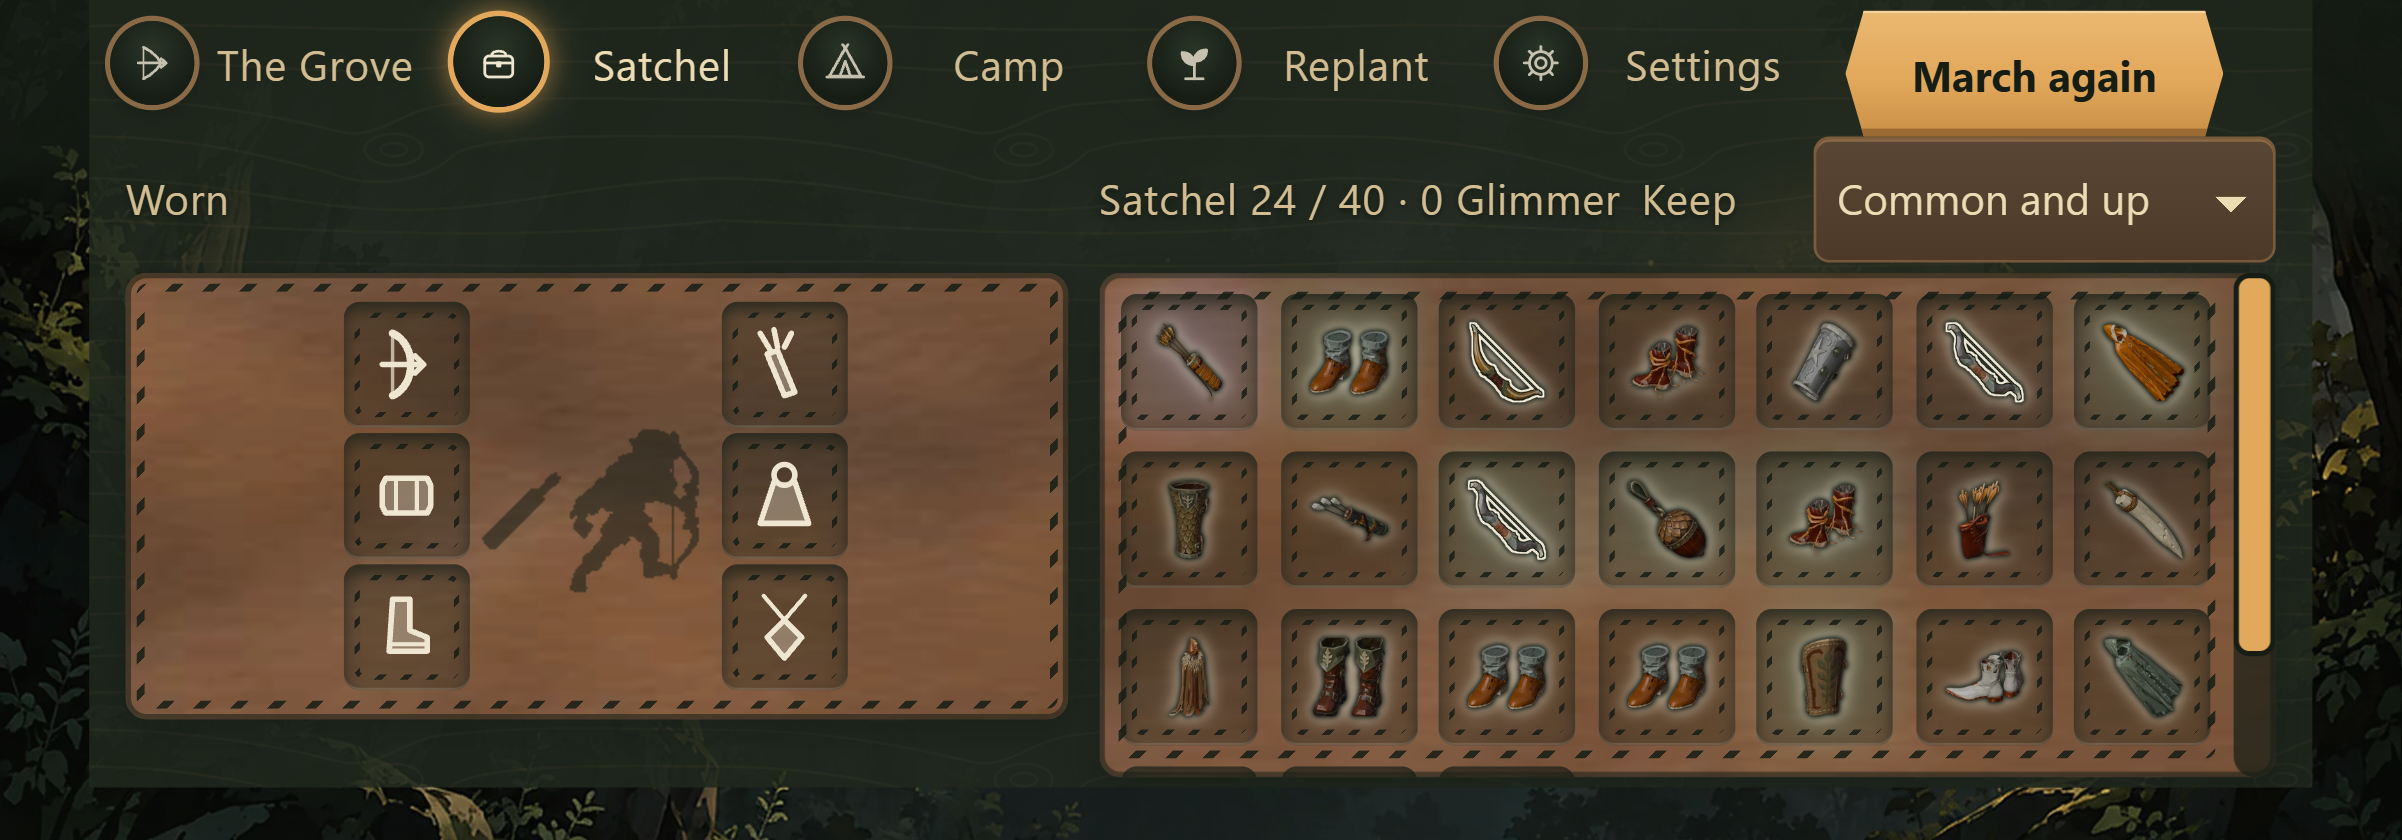 The Grove Satchel Camp Replant Settings March again
Worn Satchel 24 / 40 · 0 Glimmer Keep Common and up